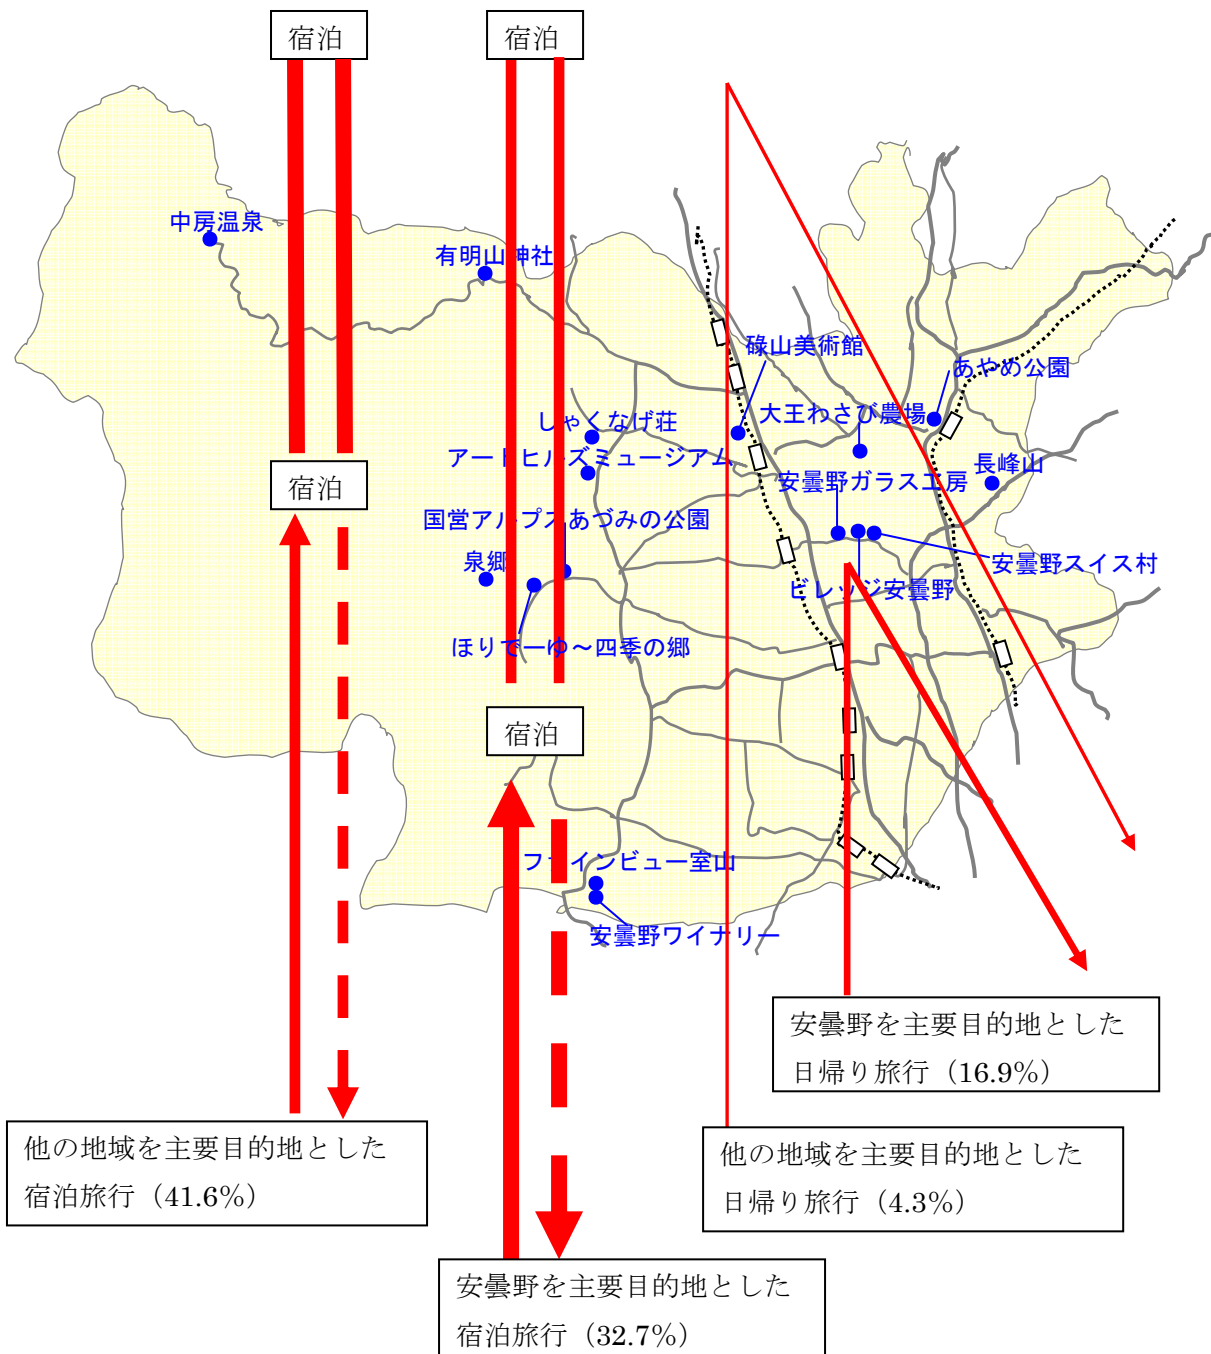 宿泊
宿泊
中房温泉
有明山神社
碌山美術館
あやめ公園
大王わさび農場
しゃくなげ荘
アートヒルズミュージアム
長峰山
安曇野ガラス工房
宿泊
国営アルプスあづみの公園
泉郷
安曇野スイス村
ビレッジ安曇野
ほりでーゆ～四季の郷
宿泊
ファインビュー室山
安曇野ワイナリー
安曇野を主要目的地とした
日帰り旅行（16.9%）
他の地域を主要目的地とした
宿泊旅行（41.6%）
他の地域を主要目的地とした
日帰り旅行（4.3%）
安曇野を主要目的地とした
宿泊旅行（32.7%）